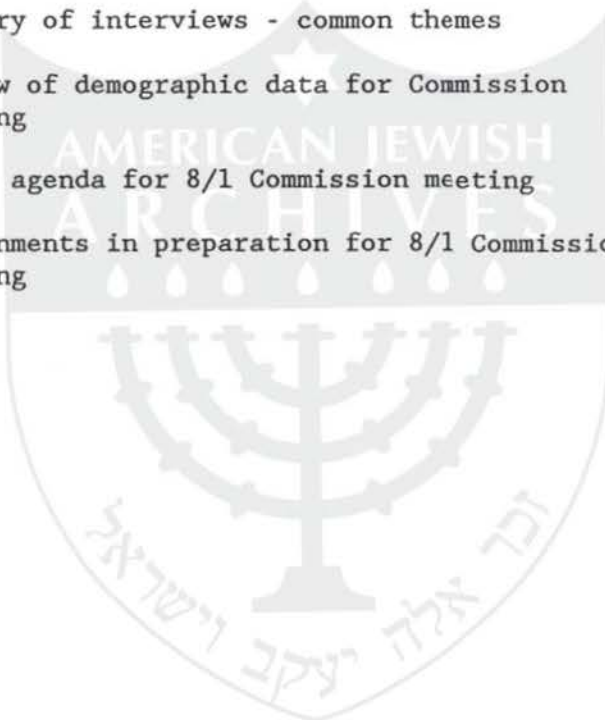 ry of interviews - common themes
w of demographic data for Commission
ng
AMERICAN JEWISH
agenda for 8/1 Commission meeting
ARCHIVES
nments in preparation for 8/1 Commissio
ng
זכר אלה יעקב וישראל